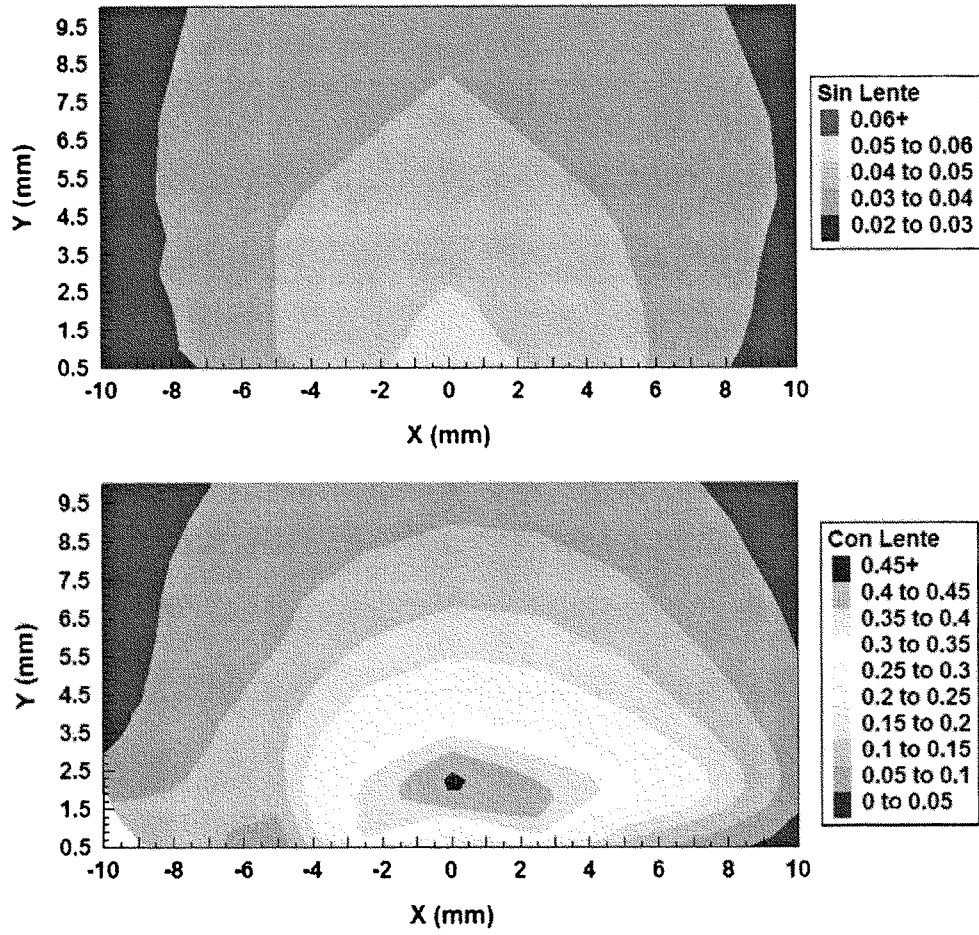 9.5
8.5
7.5
6.5
5.5
4.5
3.5
2.5
1.5
0.5
Y (mm)
-10 -8 -6 -4 -2 0 2 4 6 8 10
X (mm)
Sin Lente
0.06+
0.05 to 0.06
0.04 to 0.05
0.03 to 0.04
0.02 to 0.03
9.5
8.5
7.5
6.5
5.5
4.5
3.5
2.5
1.5
0.5
Y (mm)
-10 -8 -6 -4 -2 0 2 4 6 8 10
X (mm)
Con Lente
0.45+
0.4 to 0.45
0.35 to 0.4
0.3 to 0.35
0.25 to 0.3
0.2 to 0.25
0.15 to 0.2
0.1 to 0.15
0.05 to 0.1
0 to 0.05